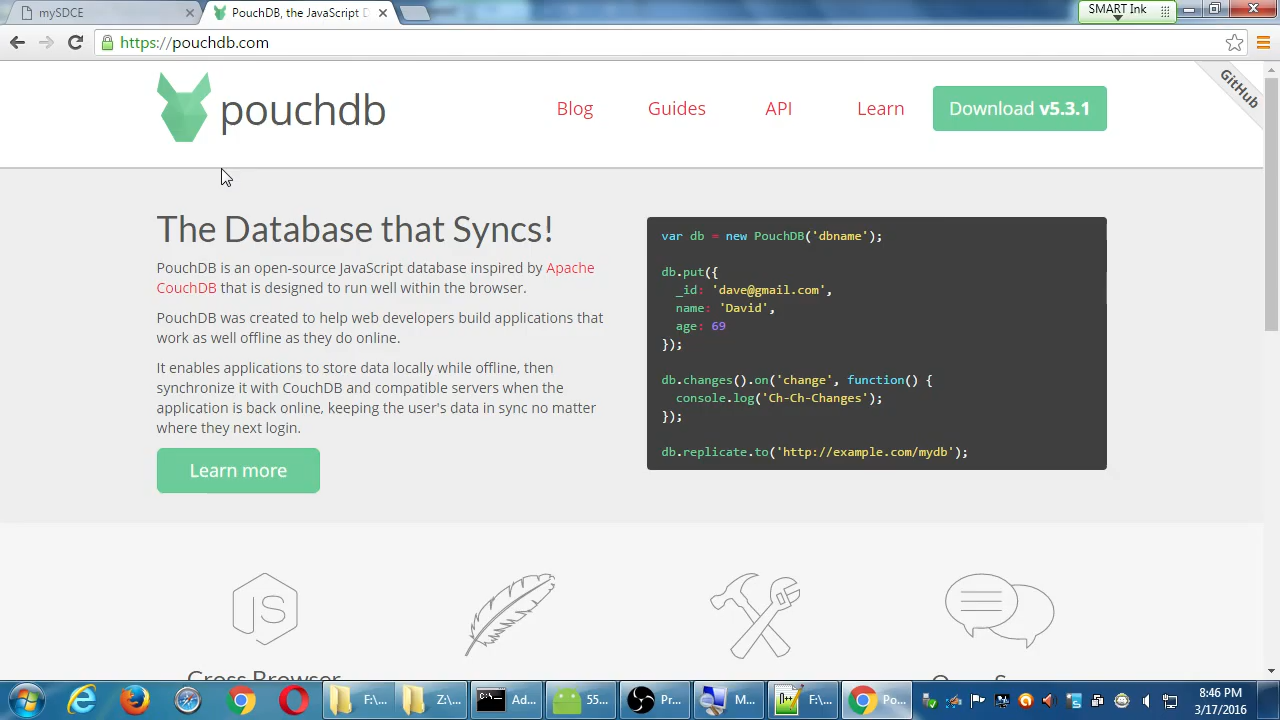 mySDCE
PouchDB, the JavaScript D
SMART Ink
https://pouchdb.com
GitHub
pouchdb
Blog
Guides
API
Learn
Download v5.3.1
The Database that Syncs!
PouchDB is an open-source JavaScript database inspired by Apache
CouchDB that is designed to run well within the browser.
PouchDB was created to help web developers build applications that
work as well offline as they do online.
It enables applications to store data locally while offline, then
synchronize it with CouchDB and compatible servers when the
application is back online, keeping the user's data in sync no matter
where they next login.
Learn more
var db = new PouchDB('dbname');
db.put({
_id: 'dave@gmail.com',
name: 'David',
age: 69
});
db.changes().on('change', function() {
console.log('Ch-Ch-Changes');
});
db.replicate.to('http://example.com/mydb');
JS
Cross Browser
F:\...
Z:\...
Ad...
55...
Pr...
M...
F:\...
Po...
8:46 PM
3/17/2016